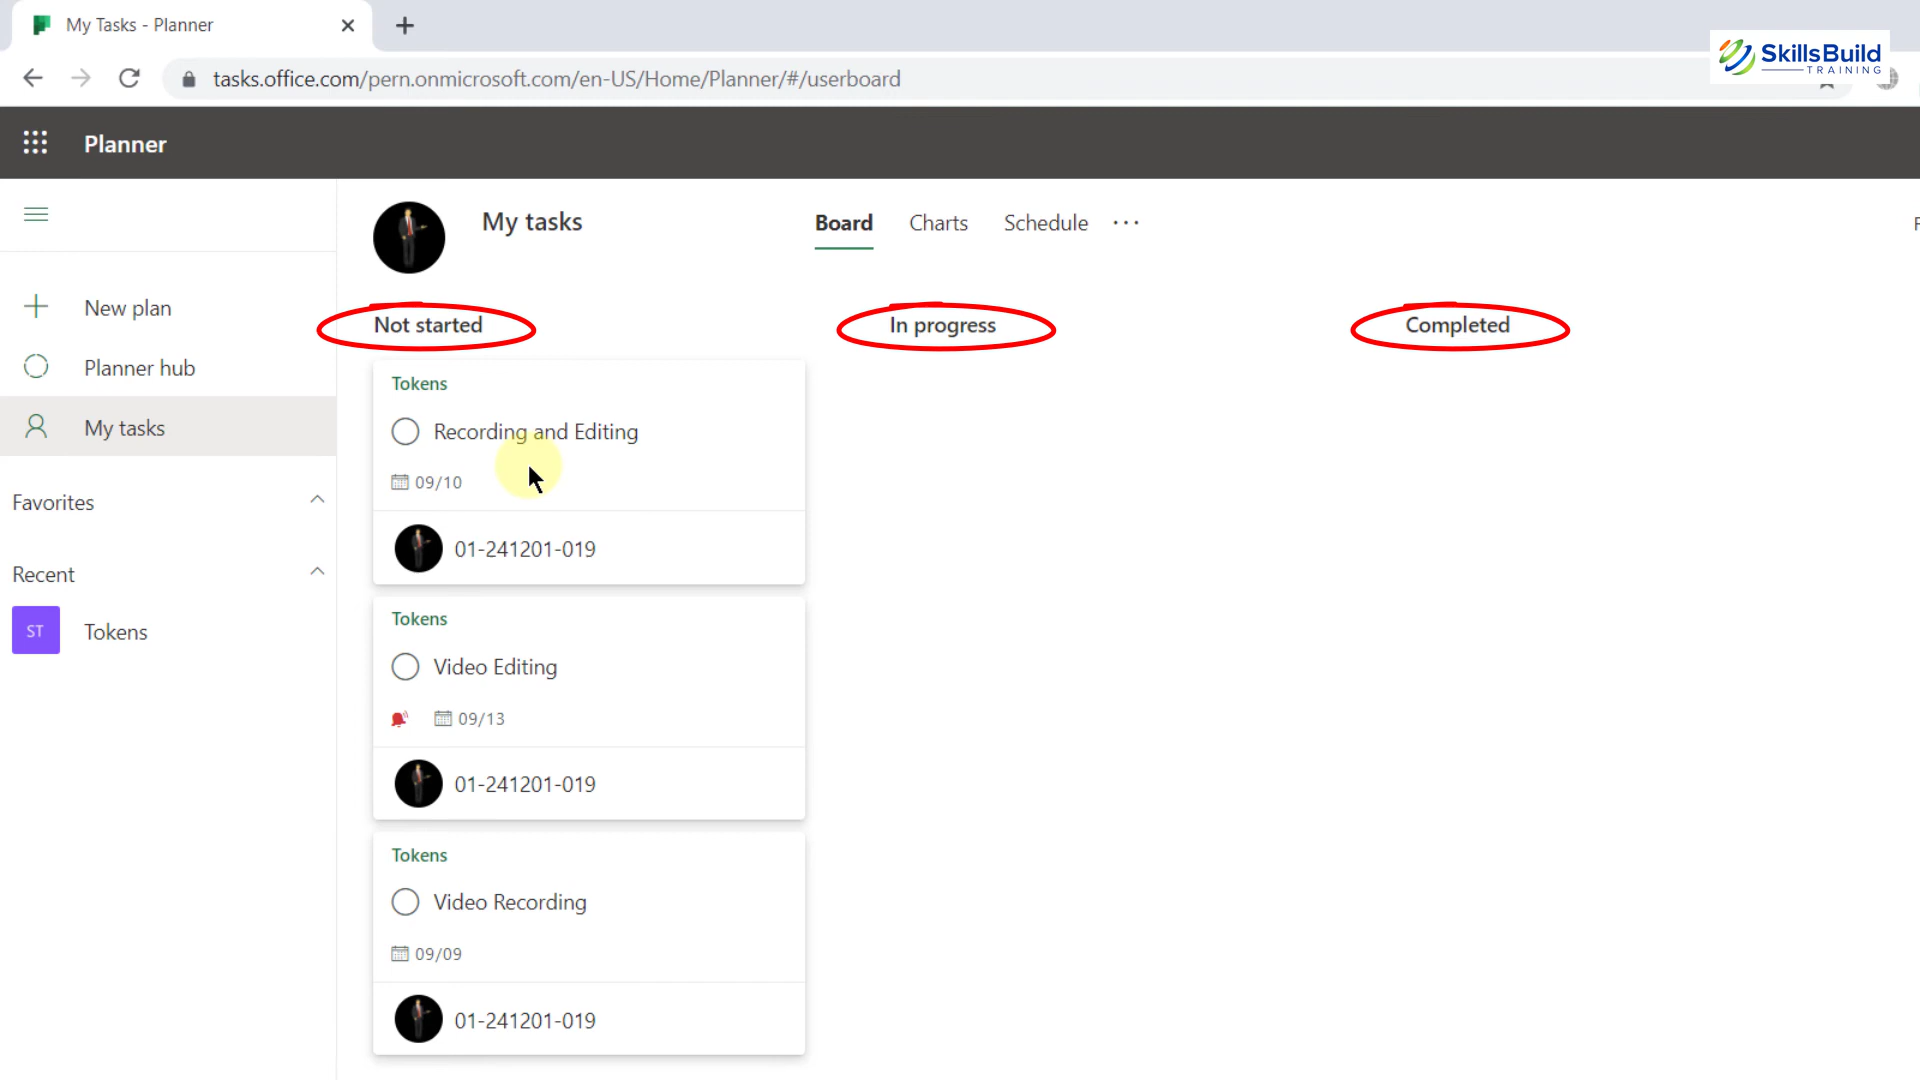 My Tasks - Planner
SkillsBuild
TRAINING
tasks.office.com/pern.onmicrosoft.com/en-US/Home/Planner/#/userboard
Planner
My tasks
Board
Charts
Schedule
New plan
Planner hub
My tasks
Favorites
Recent
ST
Tokens
Not started
In progress
Completed
Tokens
Recording and Editing
09/10
01-241201-019
Tokens
Video Editing
09/13
01-241201-019
Tokens
Video Recording
09/09
01-241201-019